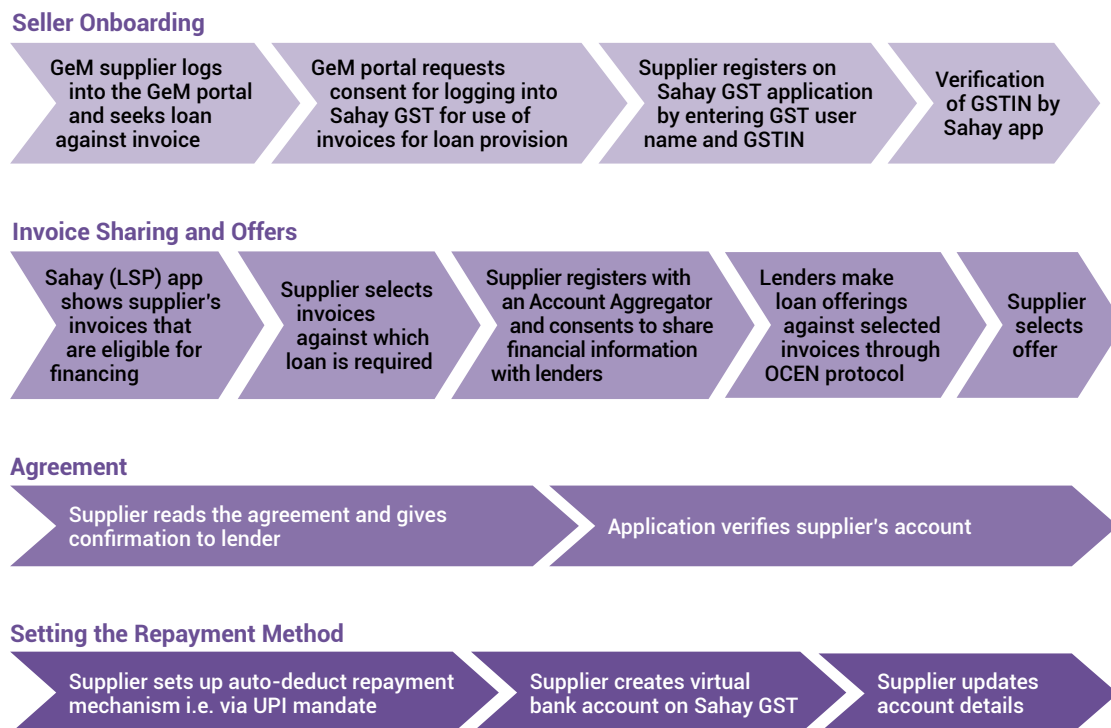 Seller Onboarding
GeM supplier logs
into the GeM portal
and seeks loan
against invoice
GeM portal requests
consent for logging into
Sahay GST for use of
invoices for loan provision
Supplier registers on
Sahay GST application
by entering GST user
name and GSTIN
Verification
of GSTIN by
Sahay app
Invoice Sharing and Offers
Sahay (LSP) app
shows supplier's
invoices that
are eligible for
financing
Supplier selects
invoices
against which
loan is required
Supplier registers with
an Account Aggregator
and consents to share
financial information
with lenders
Lenders make
loan offerings
against selected
invoices through
OCEN protocol
Supplier
selects
offer
Agreement
Supplier reads the agreement and gives
confirmation to lender
Application verifies supplier's account
Setting the Repayment Method
Supplier sets up auto-deduct repayment
mechanism i.e. via UPI mandate
Supplier creates virtual
bank account on Sahay GST
Supplier updates
account details